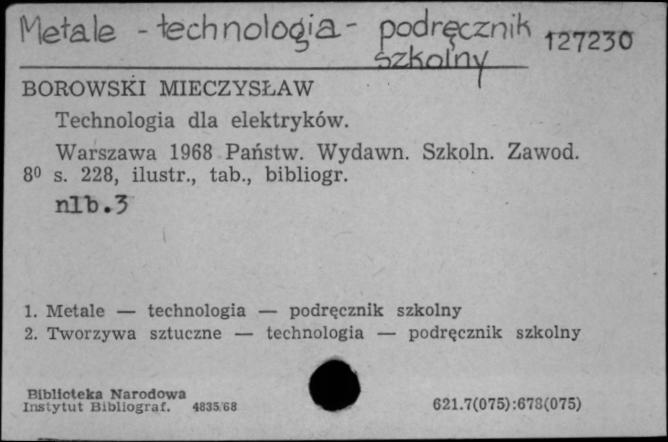 Metale - technologia - podręcznik 127230
szkolny
BOROWSKI MIECZYSŁAW
Technologia dla elektryków.
Warszawa 1968 Państw. Wydawn. Szkoln. Zawod.
8⁰ s. 228, ilustr., tab., bibliogr.
nlb.3
1. Metale — technologia — podręcznik szkolny
2. Tworzywa sztuczne — technologia — podręcznik szkolny
Biblioteka Narodowa
Instytut Bibliograf. 4835/68
621.7(075):678(075)